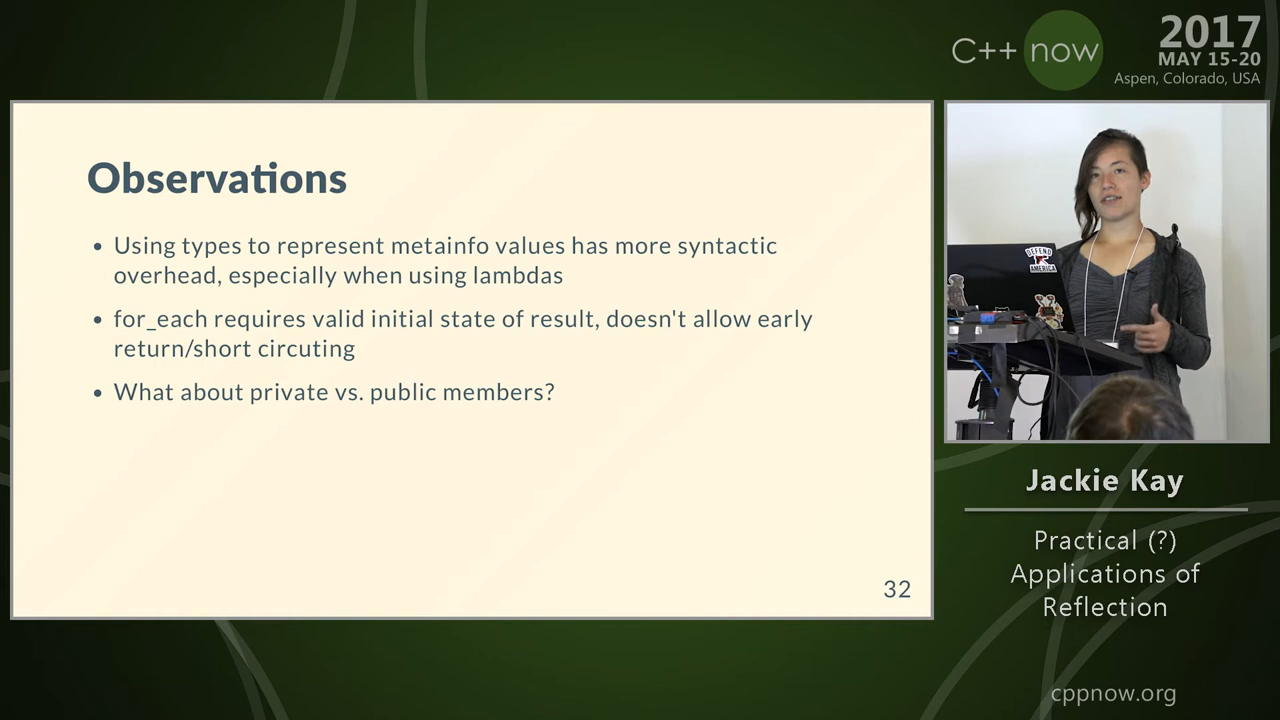 C++ now
2017
MAY 15-20
Aspen, Colorado, USA
Observations
• Using types to represent metainfo values has more syntactic
overhead, especially when using lambdas
• for_each requires valid initial state of result, doesn't allow early
return/short circuting
• What about private vs. public members?
32
DEFEND
AMERICA
Jackie Kay
Practical (?)
Applications of
Reflection
cppnow.org